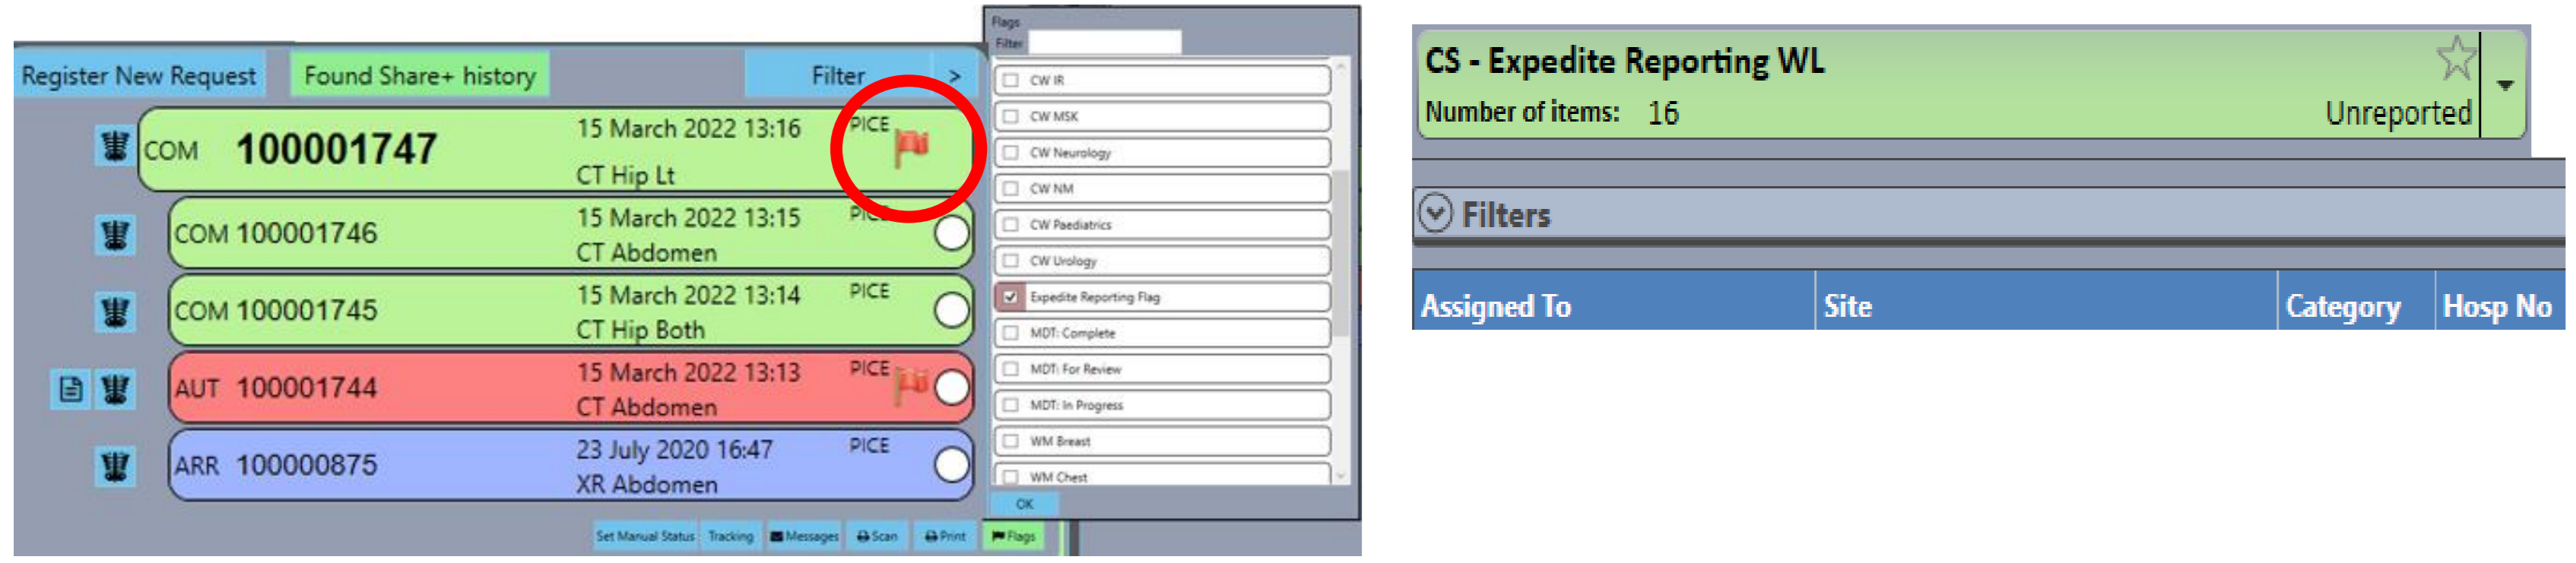 Register New Request
Found Share+ history
Filter >
COM 100001747
15 March 2022 13:16
PICE
CT Hip Lt
COM 100001746
15 March 2022 13:15
PICE
CT Abdomen
COM 100001745
15 March 2022 13:14
PICE
CT Hip Both
AUT 100001744
15 March 2022 13:13
PICE
CT Abdomen
ARR 100000875
23 July 2020 16:47
PICE
XR Abdomen
Set Manual Status
Tracking
Messages
Scan
Print
Flags
Flags
Filter
CW IR
CW MSK
CW Neurology
CW NM
CW Paediatrics
CW Urology
Expedite Reporting Flag
MDT: Complete
MDT: For Review
MDT: In Progress
WM Breast
WM Chest
OK
CS - Expedite Reporting WL
Number of items: 16
Unreported
Filters
Assigned To
Site
Category
Hosp No